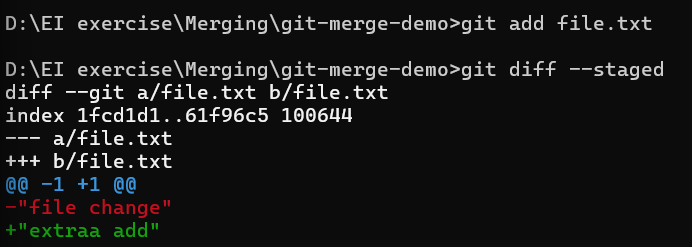 D:\EI exercise\Merging\git-merge-demo>git add file.txt
D:\EI exercise\Merging\git-merge-demo>git diff --staged
diff --git a/file.txt b/file.txt
index 1fcd1d1..61f96c5 100644
--- a/file.txt
+++ b/file.txt
@@ -1 +1 @@
-"file change"
+"extraa add"